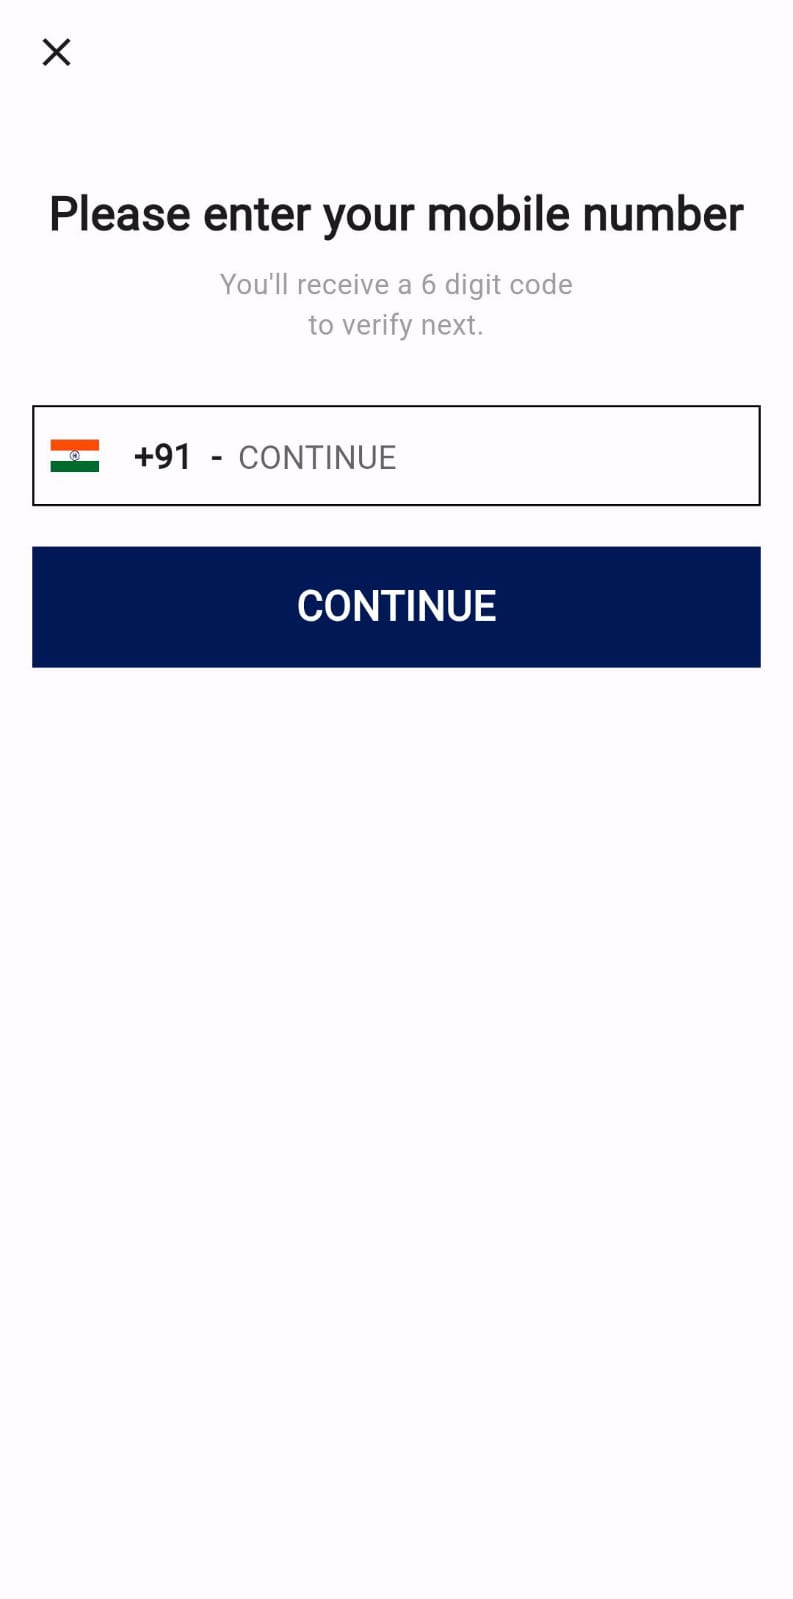 Please enter your mobile number
You'll receive a 6 digit code
to verify next.
+91 - CONTINUE
CONTINUE